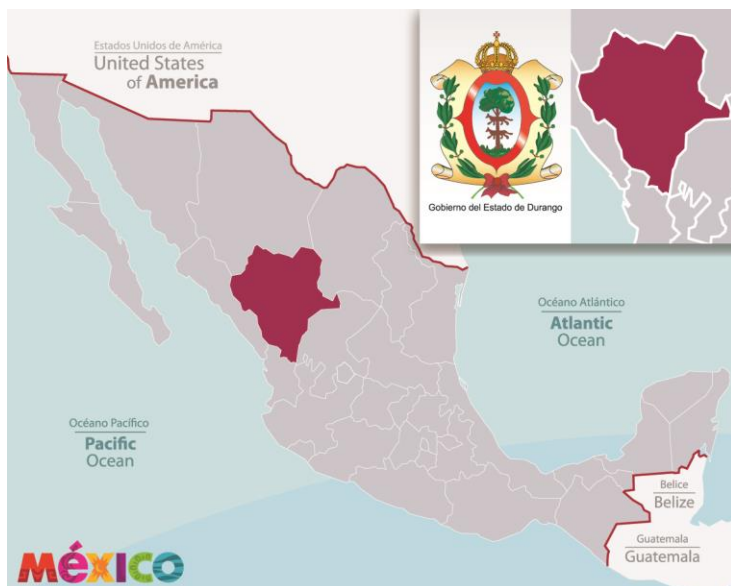 Estados Unidos de América
United States
of America
Gobierno del Estado de Durango
Océano Atlántico
Atlantic
Ocean
Océano Pacífico
Pacific
Ocean
Belice
Belize
Guatemala
Guatemala
MéXICO